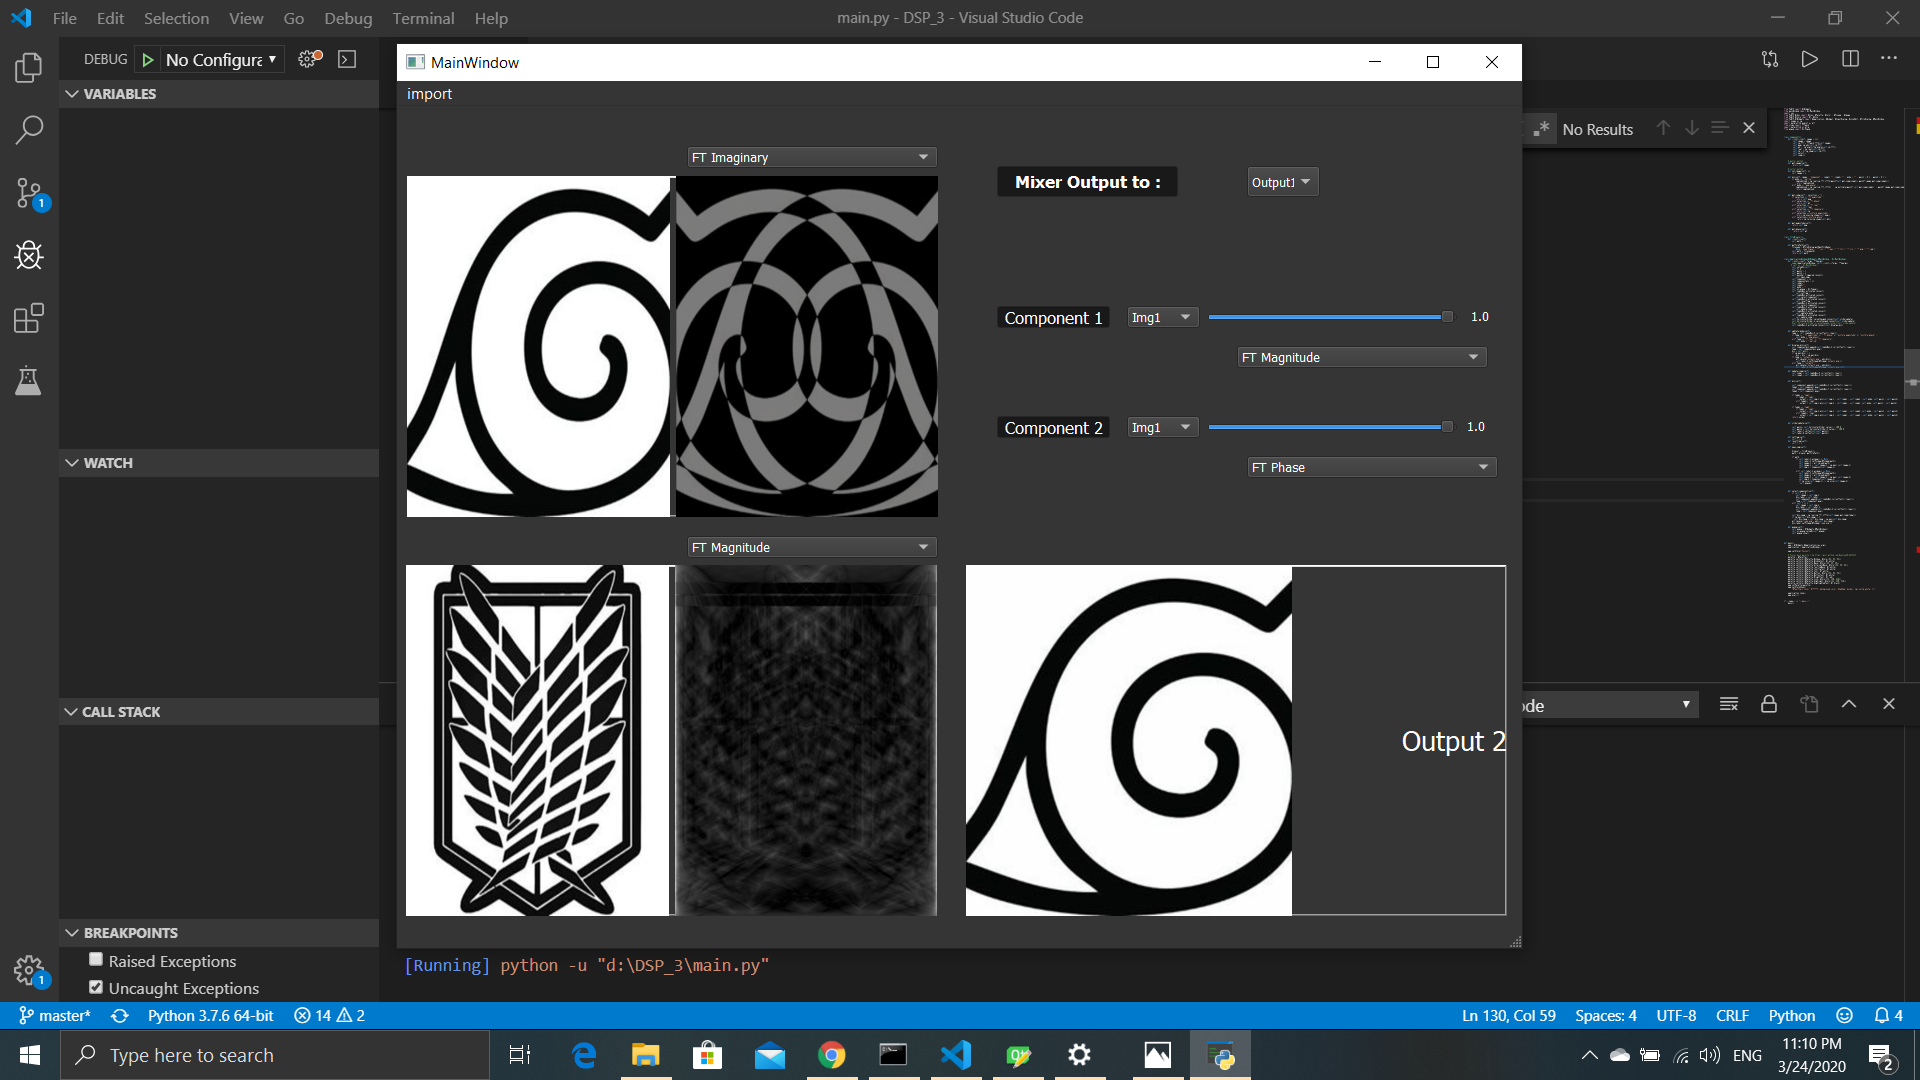 File Edit Selection View Go Debug Terminal Help
main.py - DSP_3 - Visual Studio Code
DEBUG No Configura
VARIABLES
WATCH
CALL STACK
BREAKPOINTS
Raised Exceptions
Uncaught Exceptions
1
1
MainWindow
import
FT Imaginary
Mixer Output to :
Output1
Component 1 Img1 1.0
FT Magnitude
Component 2 Img1 1.0
FT Phase
FT Magnitude
Output 2
No Results
ode
[Running] python -u "d:\DSP_3\main.py"
master* Python 3.7.6 64-bit 14 2
Ln 130, Col 59 Spaces: 4 UTF-8 CRLF Python 4
Type here to search
ENG
11:10 PM
3/24/2020
2